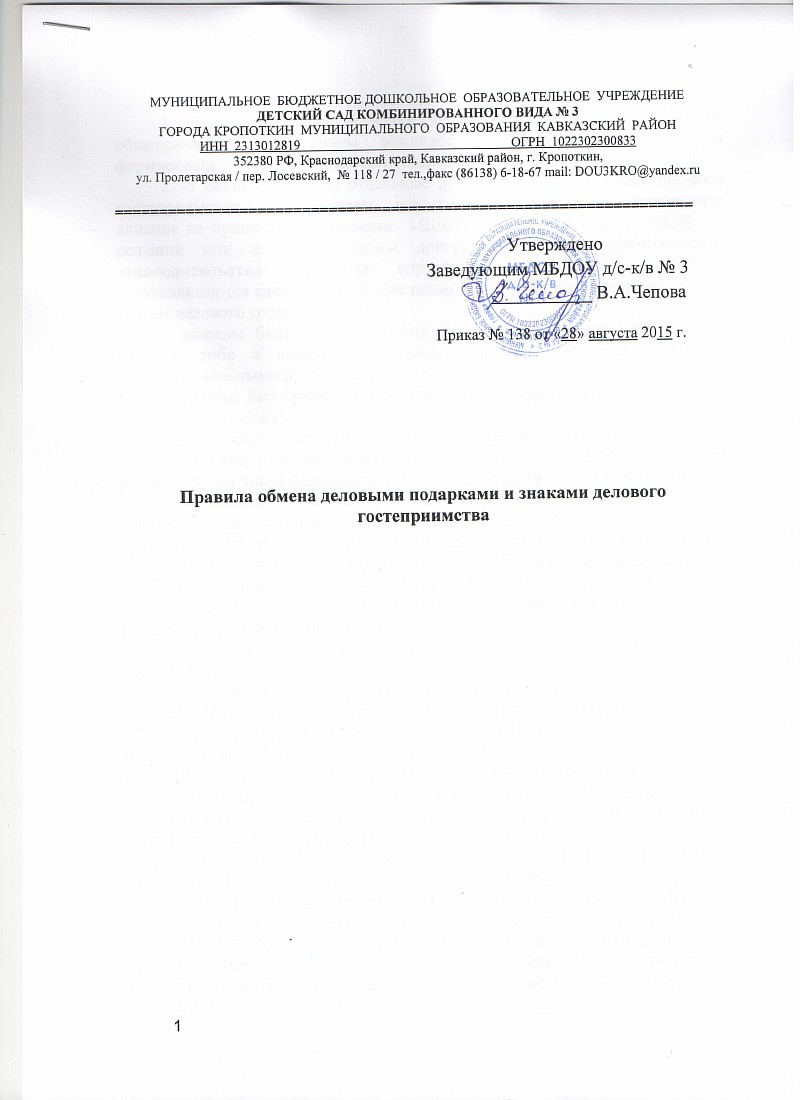 МУНИЦИПАЛЬНОЕ БЮДЖЕТНОЕ ДОШКОЛЬНОЕ ОБРАЗОВАТЕЛЬНОЕ УЧРЕЖДЕНИЕ
ДЕТСКИЙ САД КОМБИНИРОВАННОГО ВИДА № 3
ГОРОДА КРОПОТКИН МУНИЦИПАЛЬНОГО ОБРАЗОВАНИЯ КАВКАЗСКИЙ РАЙОН
ИНН 2313012819 ОГРН 1022302300833
352380 РФ, Краснодарский край, Кавказский район, г. Кропоткин,
ул. Пролетарская / пер. Лосевский, № 118 / 27 тел.,факс (86138) 6-18-67 mail: DOU3KRO@yandex.ru
Утверждено
Заведующим МБДОУ д/с-к/в № 3
В.А.Чепова
Приказ № 138 от «28» августа 2015 г.
Правила обмена деловыми подарками и знаками делового
гостеприимства
1